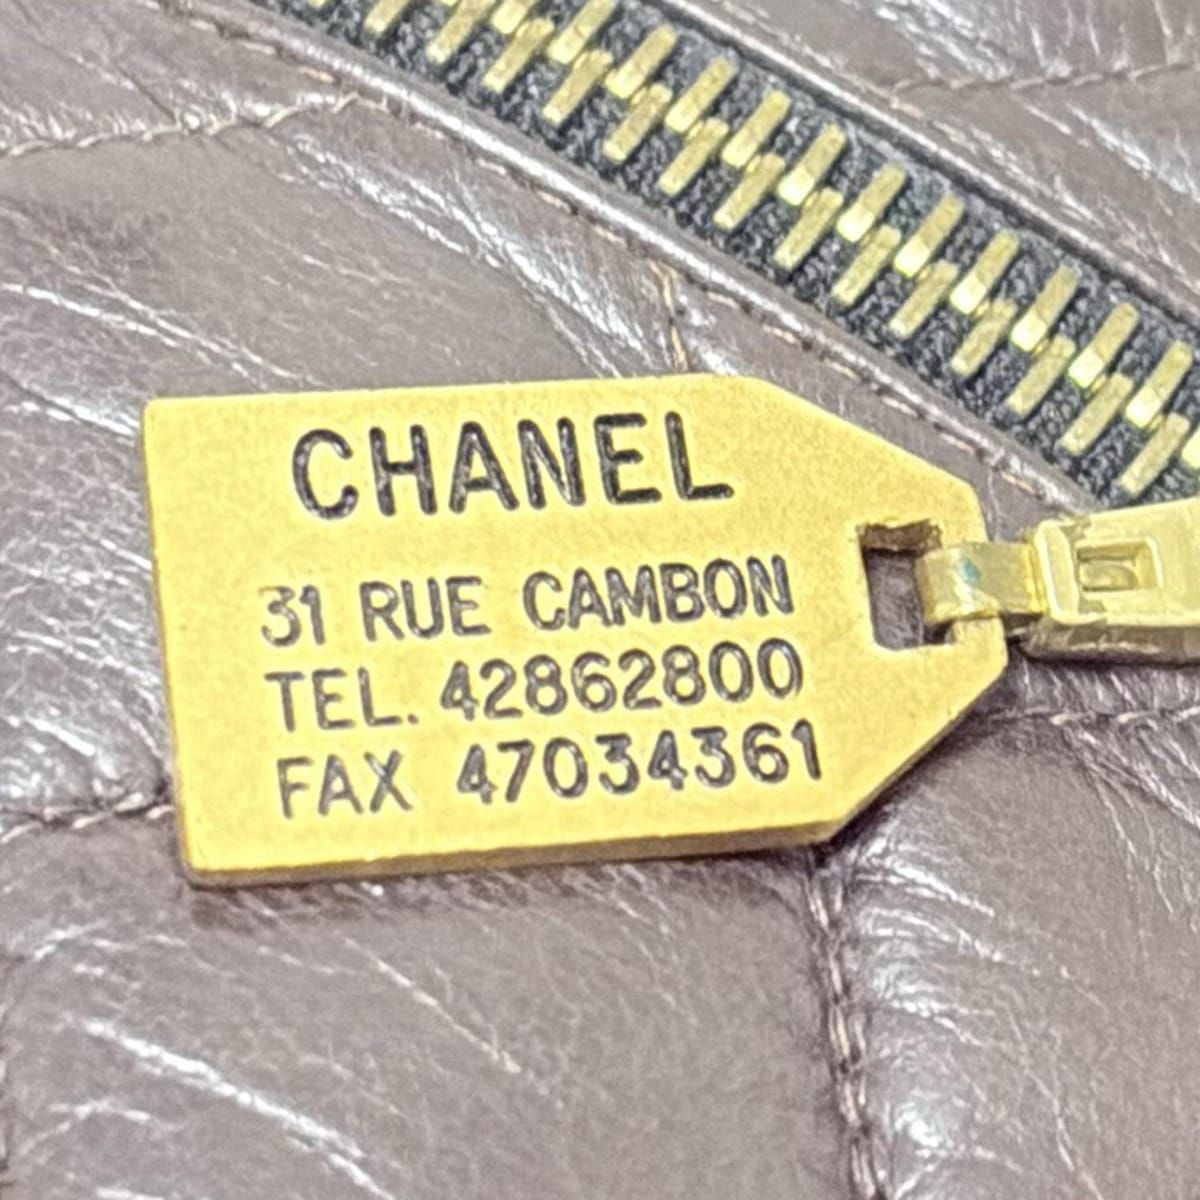 CHANEL
31 RUE CAMBON
TEL. 42862800
FAX 47034361